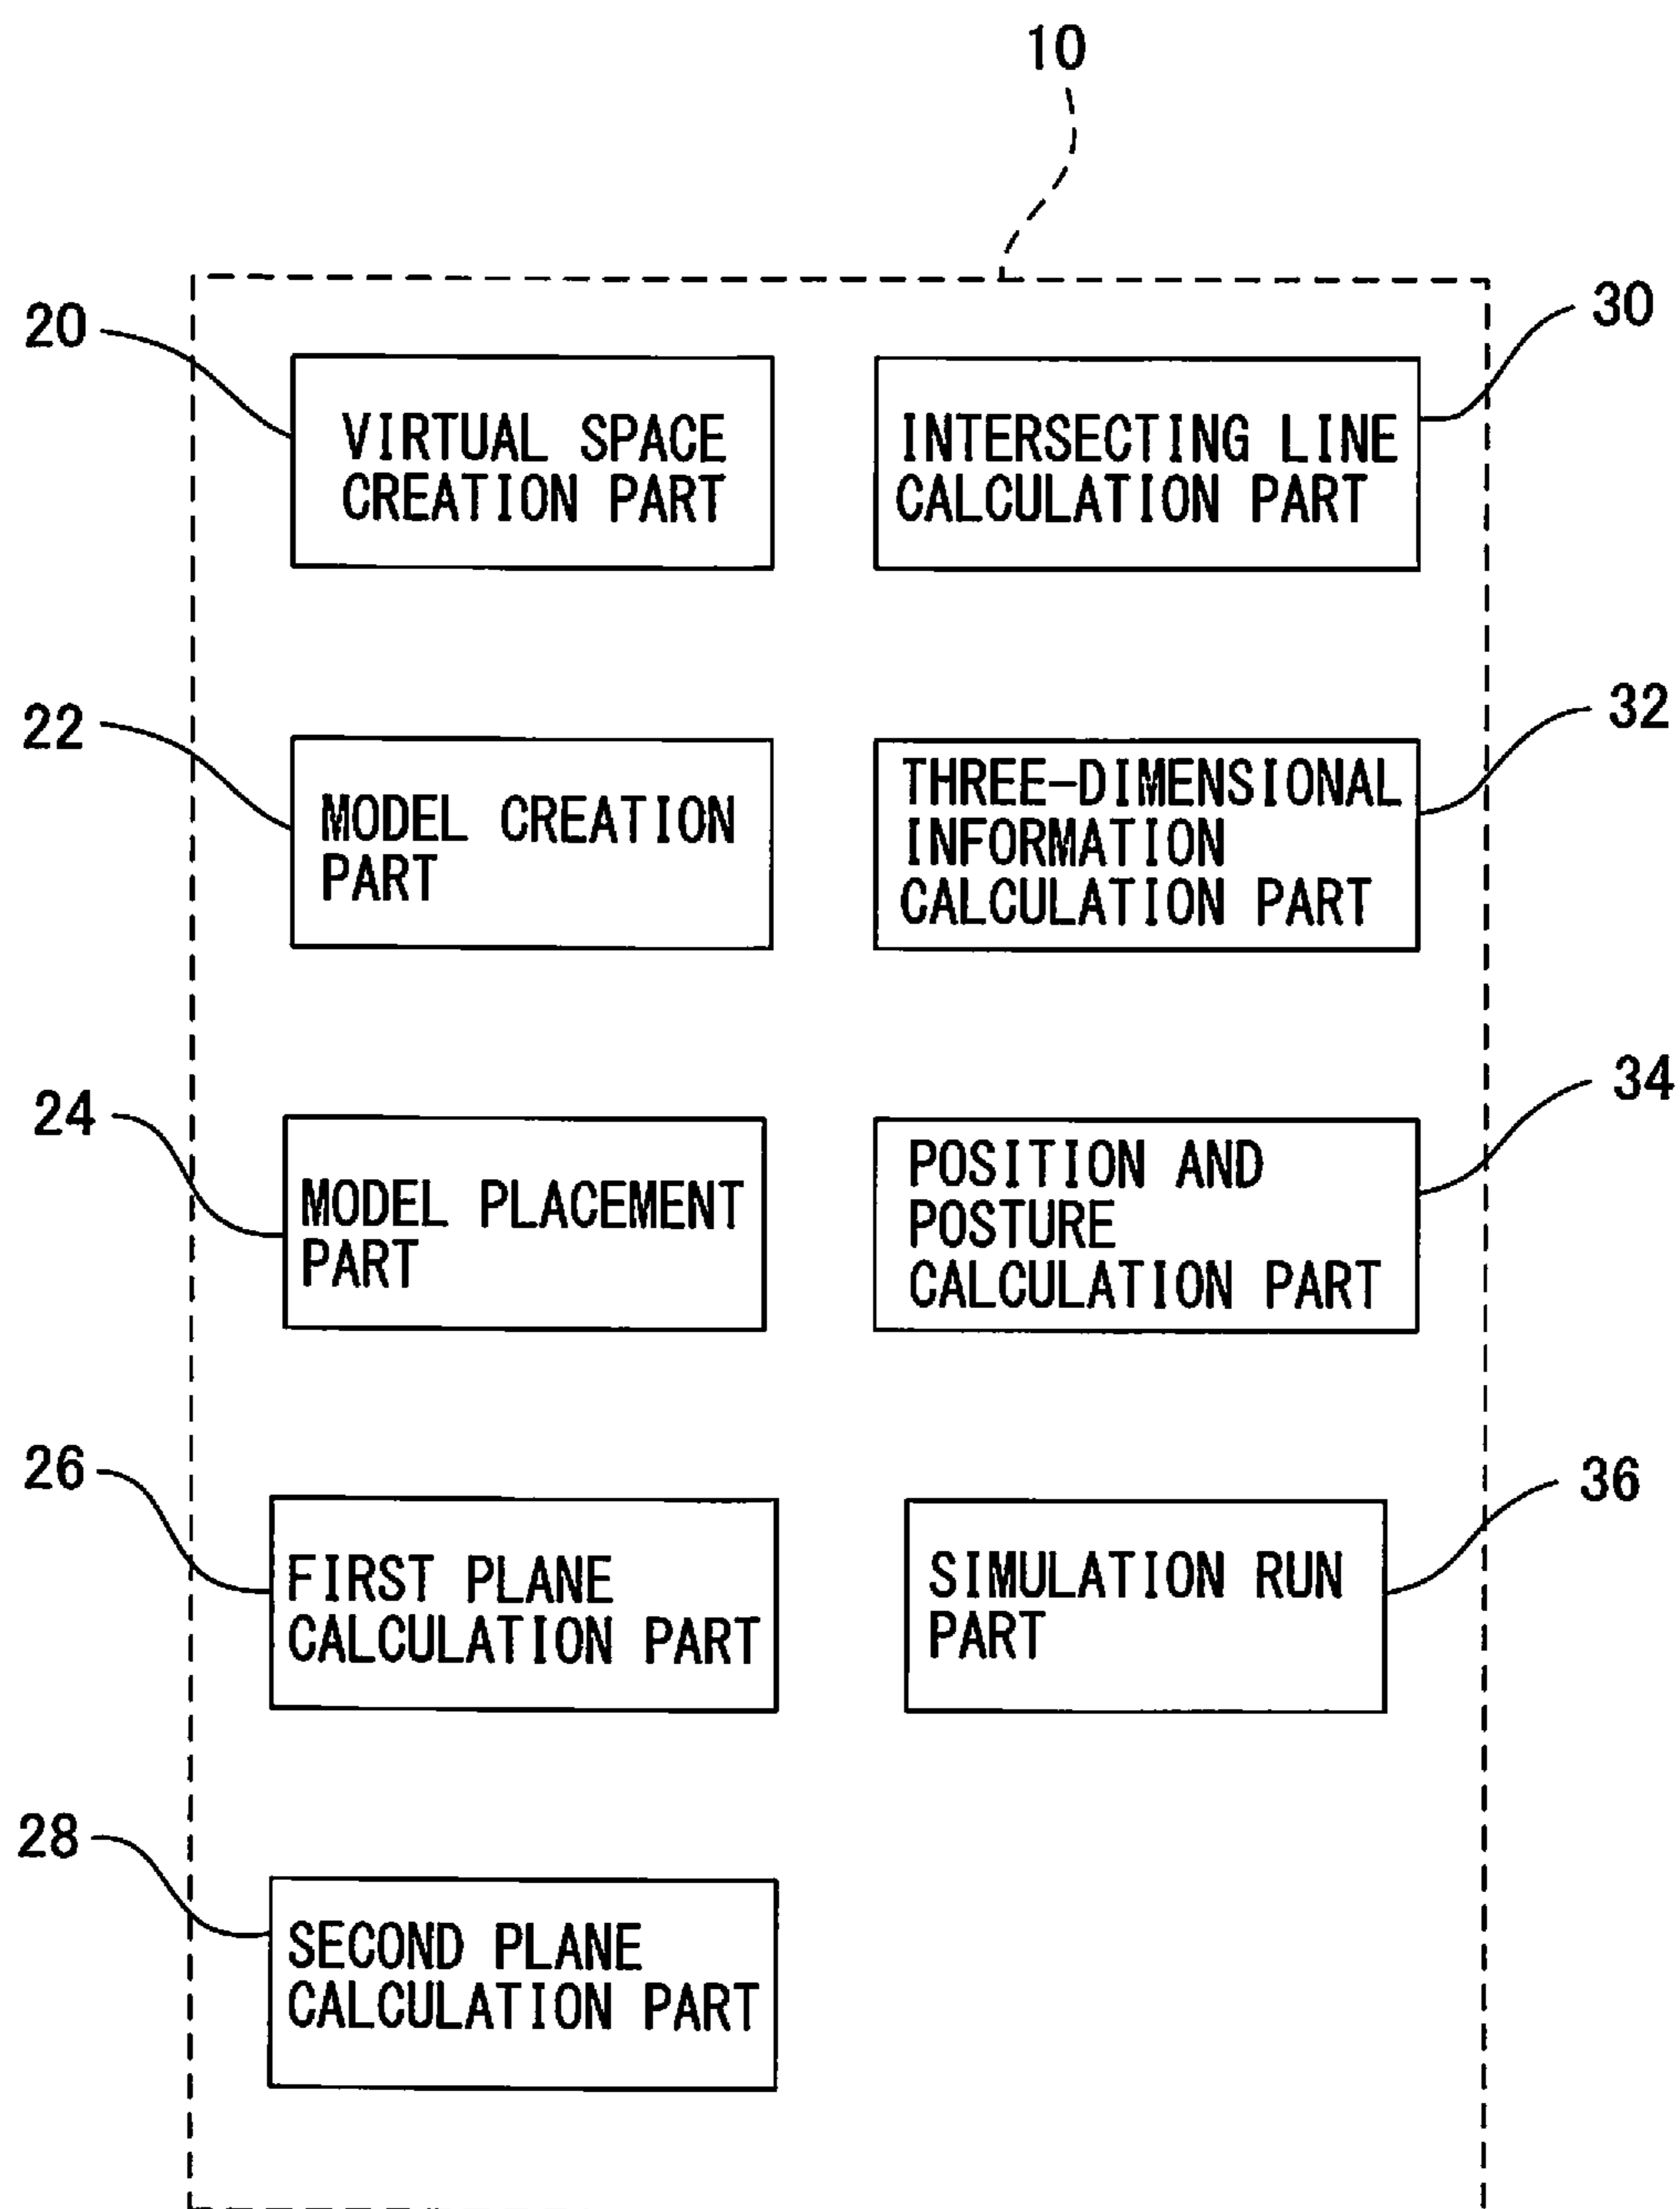 10
20
VIRTUAL SPACE
CREATION PART
30
INTERSECTING LINE
CALCULATION PART
22
MODEL CREATION
PART
32
THREE-DIMENSIONAL
INFORMATION
CALCULATION PART
24
MODEL PLACEMENT
PART
34
POSITION AND
POSTURE
CALCULATION PART
26
FIRST PLANE
CALCULATION PART
36
SIMULATION RUN
PART
28
SECOND PLANE
CALCULATION PART